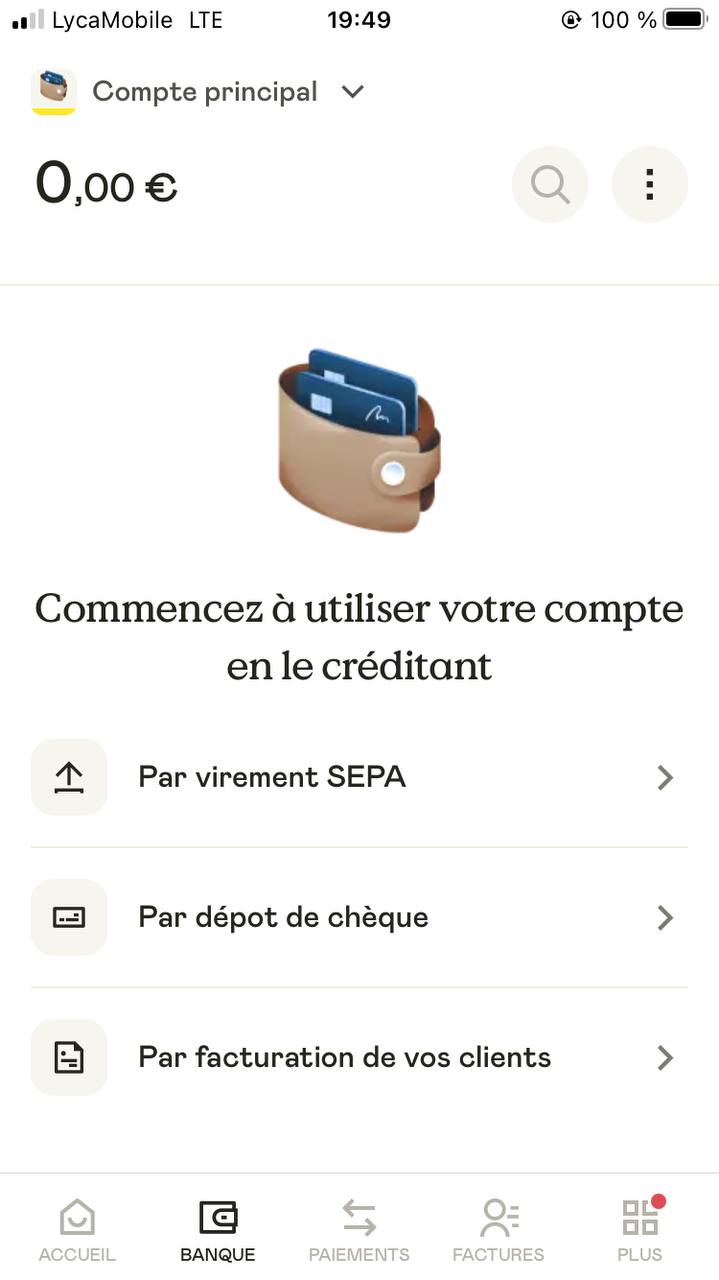 LycaMobile LTE 19:49 100 %
Compte principal
0,00 €
Commencez à utiliser votre compte
en le créditant
Par virement SEPA
Par dépot de chèque
Par facturation de vos clients
ACCUEIL BANQUE PAIEMENTS FACTURES PLUS